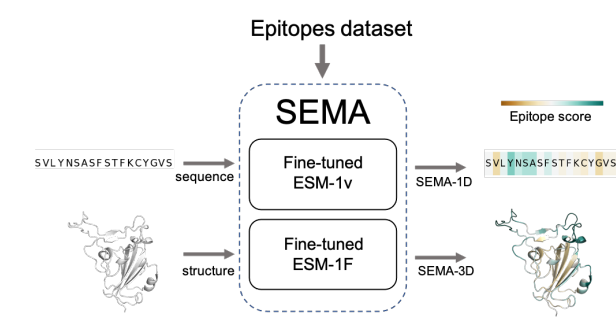 Epitopes dataset
SEMA
Epitope score
SVLYNSASFSTFKCYGVS
sequence
Fine-tuned
ESM-1v
SEMA-1D
SVLYNSASFSTFKCYGVS
structure
Fine-tuned
ESM-1F
SEMA-3D